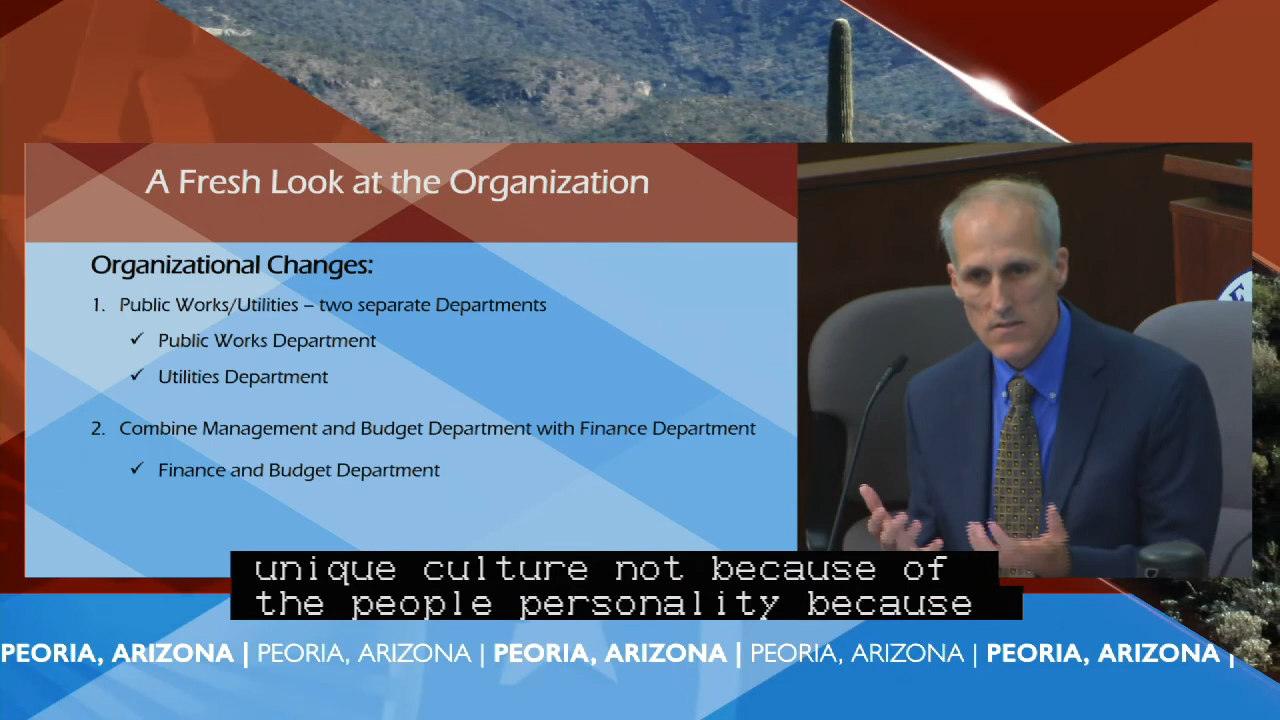 A Fresh Look at the Organization
Organizational Changes:
1. Public Works/Utilities – two separate Departments
✓ Public Works Department
✓ Utilities Department
2. Combine Management and Budget Department with Finance Department
✓ Finance and Budget Department
unique culture not because of
the people personality because
PEORIA, ARIZONA | PEORIA, ARIZONA | PEORIA, ARIZONA | PEORIA, ARIZONA | PEORIA, ARIZONA |